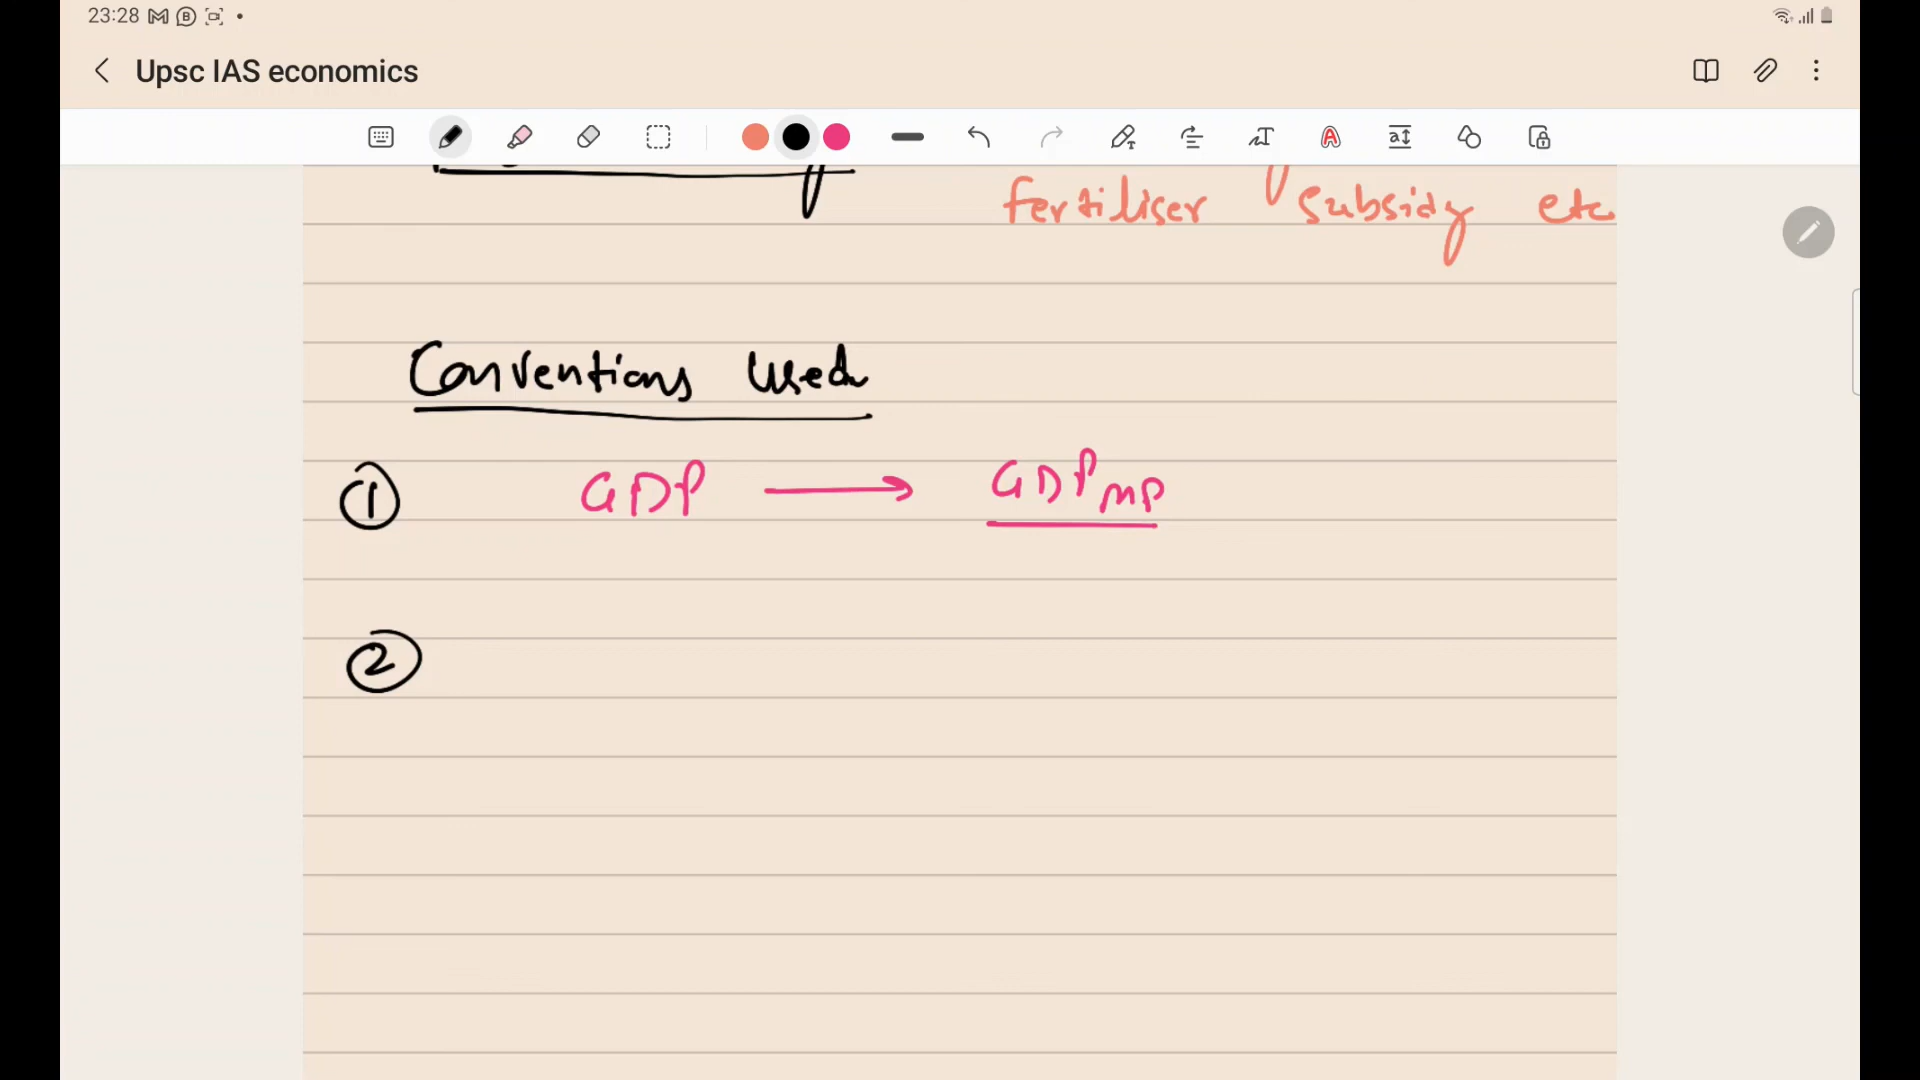 23:28
Upsc IAS economics
fertiliser subsidy etc
Conventions Used
① GDP → GDPMP
②